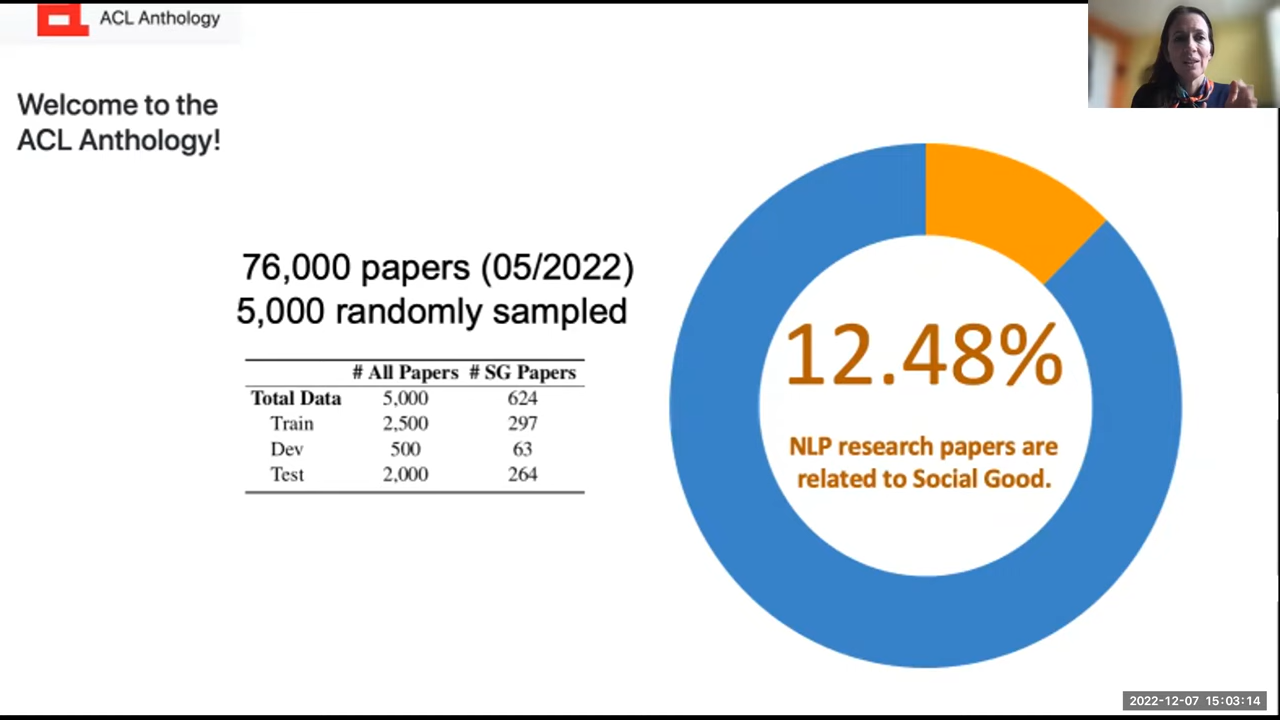 ACL Anthology
Welcome to the
ACL Anthology!
76,000 papers (05/2022)
5,000 randomly sampled
# All Papers # SG Papers
Total Data 5,000 624
Train 2,500 297
Dev 500 63
Test 2,000 264
12.48%
NLP research papers are
related to Social Good.
2022-12-07 15:03:14